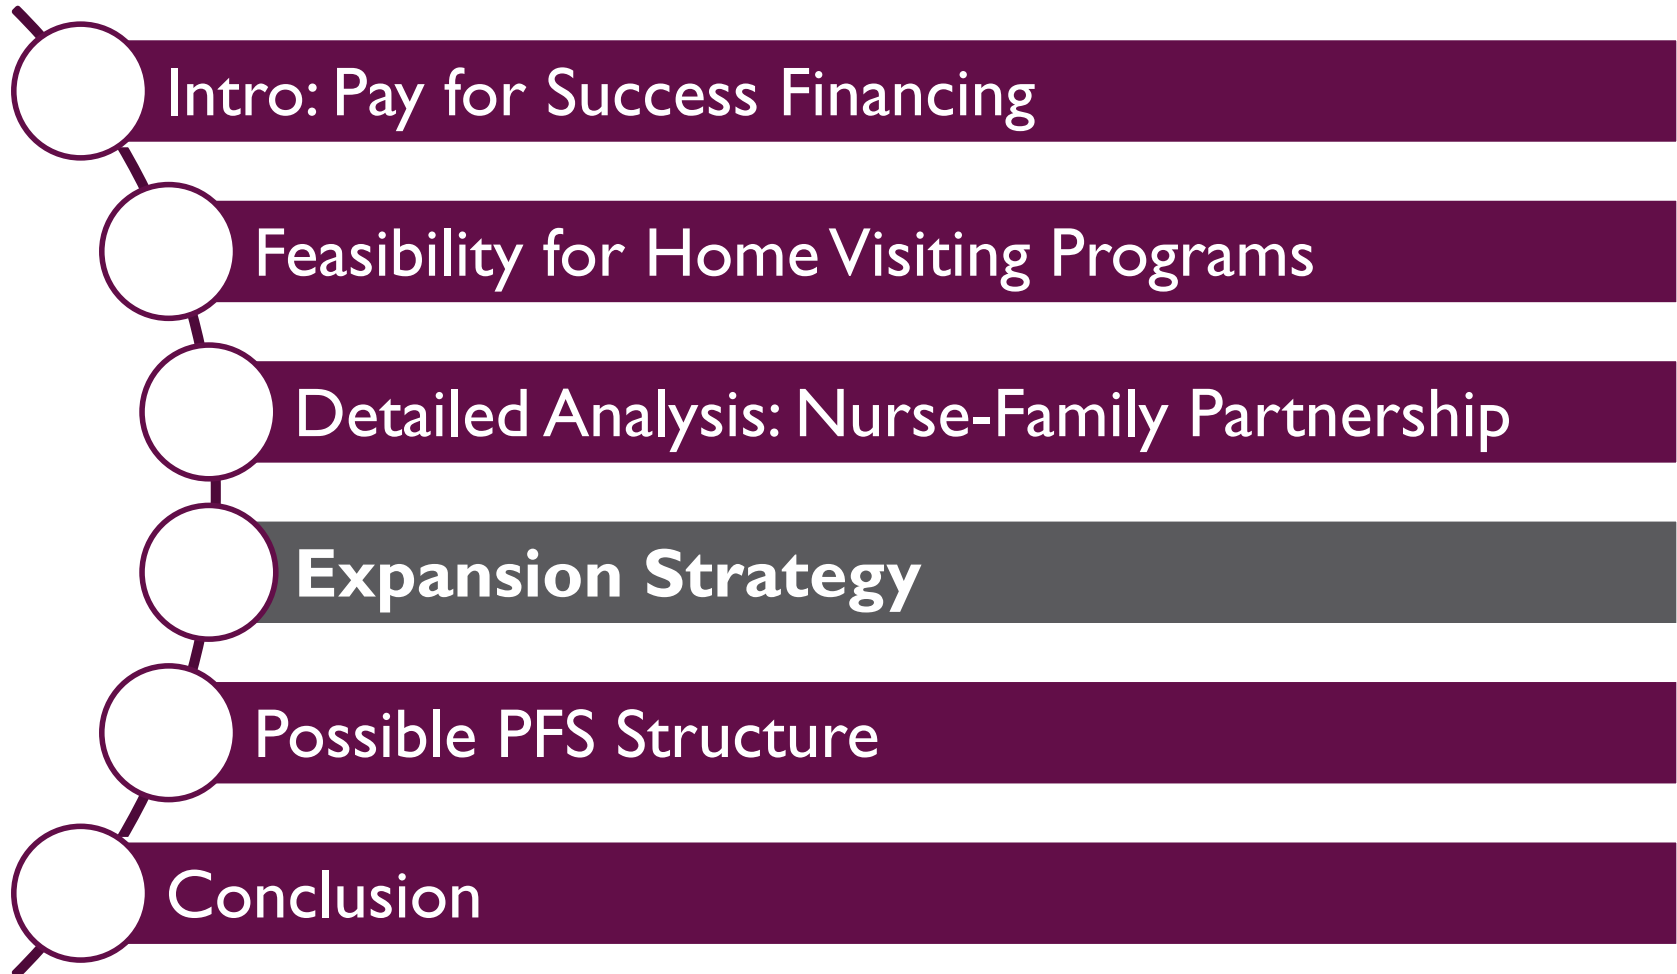 Intro: Pay for Success Financing
Feasibility for Home Visiting Programs
Detailed Analysis: Nurse-Family Partnership
Expansion Strategy
Possible PFS Structure
Conclusion